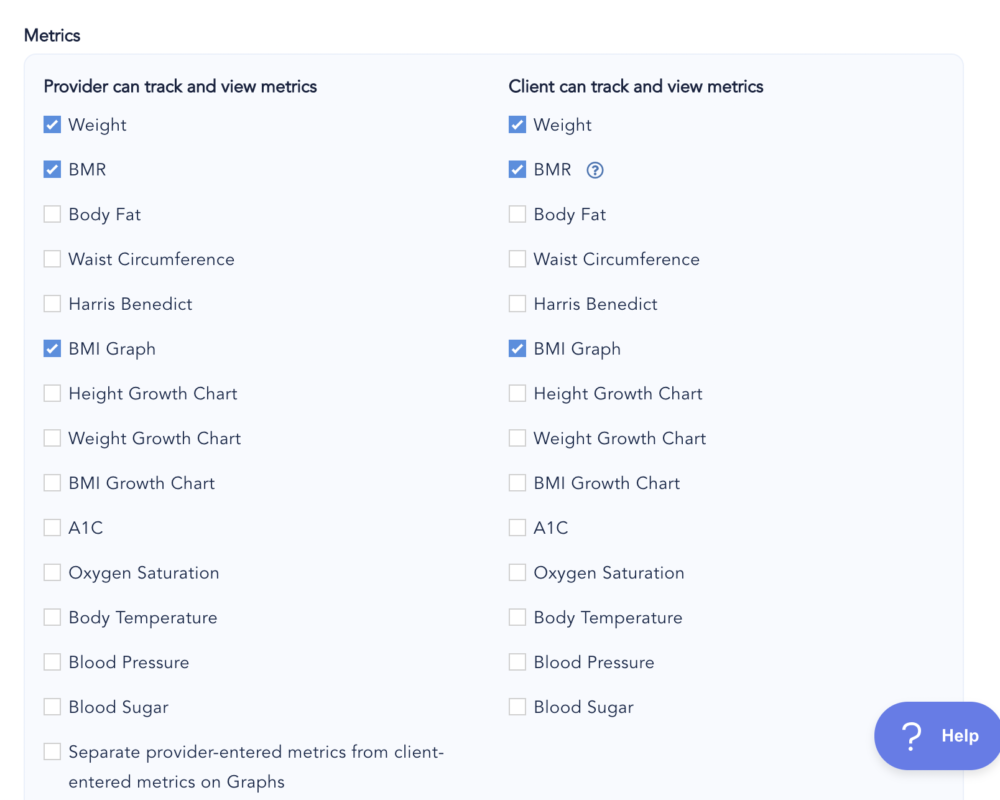 Metrics
Provider can track and view metrics
Weight
BMR
Body Fat
Waist Circumference
Harris Benedict
BMI Graph
Height Growth Chart
Weight Growth Chart
BMI Growth Chart
A1C
Oxygen Saturation
Body Temperature
Blood Pressure
Blood Sugar
Separate provider-entered metrics from client-
entered metrics on Graphs
Client can track and view metrics
Weight
BMR ?
Body Fat
Waist Circumference
Harris Benedict
BMI Graph
Height Growth Chart
Weight Growth Chart
BMI Growth Chart
A1C
Oxygen Saturation
Body Temperature
Blood Pressure
Blood Sugar
? Help